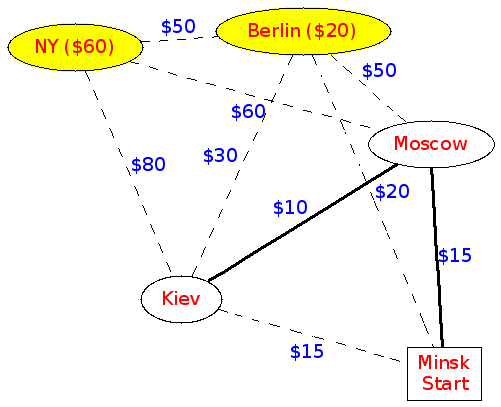 $50
Berlin ($20)
NY ($60)
$50
$60
Moscow
$30
$80
$20
$10
$15
Kiev
$15
Minsk
Start